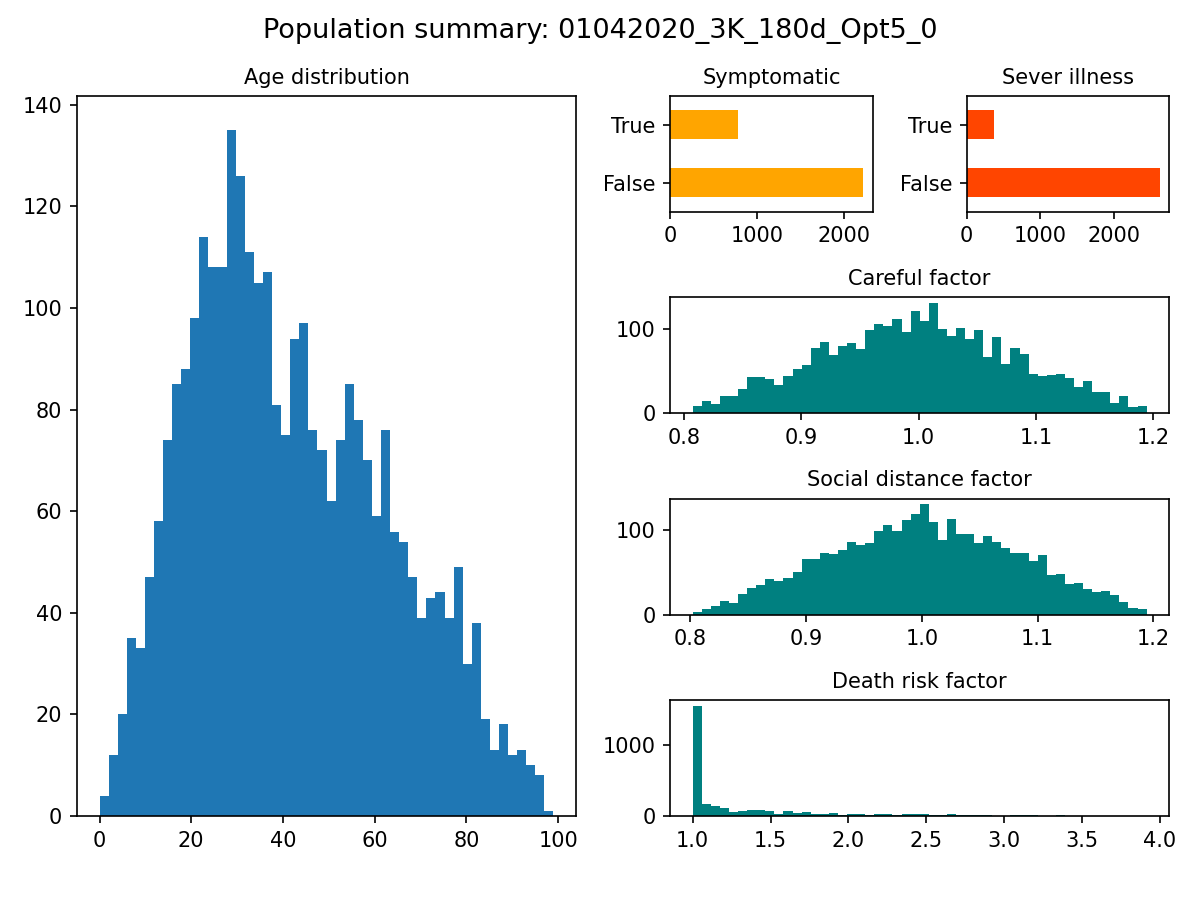 Population summary: 01042020_3K_180d_Opt5_0
Age distribution
140
120
100
80
60
40
20
0
0 20 40 60 80 100
Symptomatic
True
False
0 1000 2000
Sever illness
True
False
0 1000 2000
Careful factor
100
0
0.8 0.9 1.0 1.1 1.2
Social distance factor
100
0
0.8 0.9 1.0 1.1 1.2
Death risk factor
1000
0
1.0 1.5 2.0 2.5 3.0 3.5 4.0